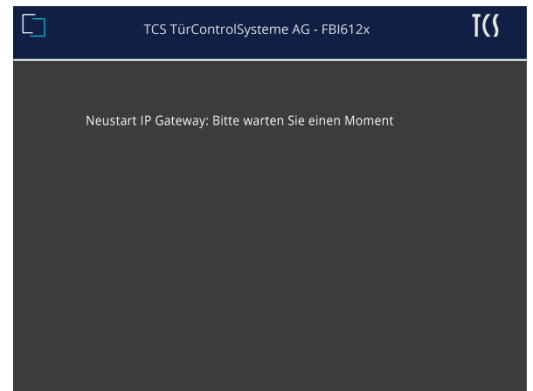 TCS TürControlSysteme AG - FBI612x
TCS
Neustart IP Gateway: Bitte warten Sie einen Moment